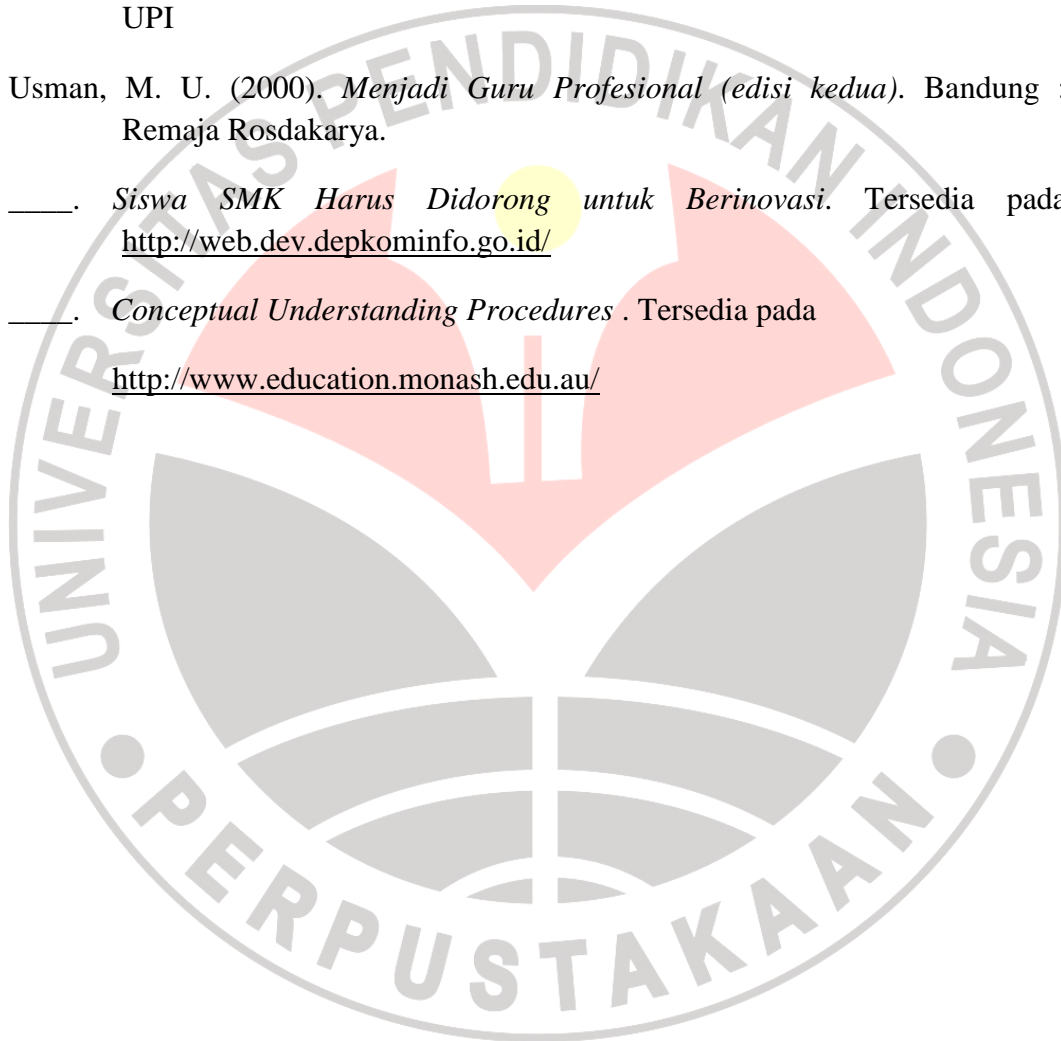 UPI
Usman, M. U. (2000). Menjadi Guru Profesional (edisi kedua). Bandung :
Remaja Rosdakarya.
____. Siswa SMK Harus Didorong untuk Berinovasi. Tersedia pada
http://web.dev.depkominfo.go.id/
____. Conceptual Understanding Procedures . Tersedia pada
http://www.education.monash.edu.au/
UNIVERSITAS PENDIDIKAN INDONESIA
PERPUSTAKAAN